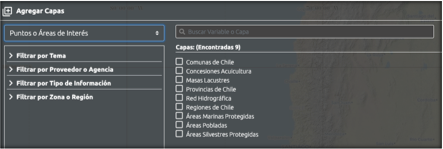 Agregar Capas
Puntos o Áreas de Interés
Filtrar por Tema
Filtrar por Proveedor o Agencia
Filtrar por Tipo de Información
Filtrar por Zona o Región
Buscar Variable o Capa
Capas: (Encontradas 9)
Comunas de Chile
Concesiones Acuicultura
Masas Lacustres
Provincias de Chile
Red Hidrográfica
Regiones de Chile
Áreas Marinas Protegidas
Áreas Pobladas
Áreas Silvestres Protegidas